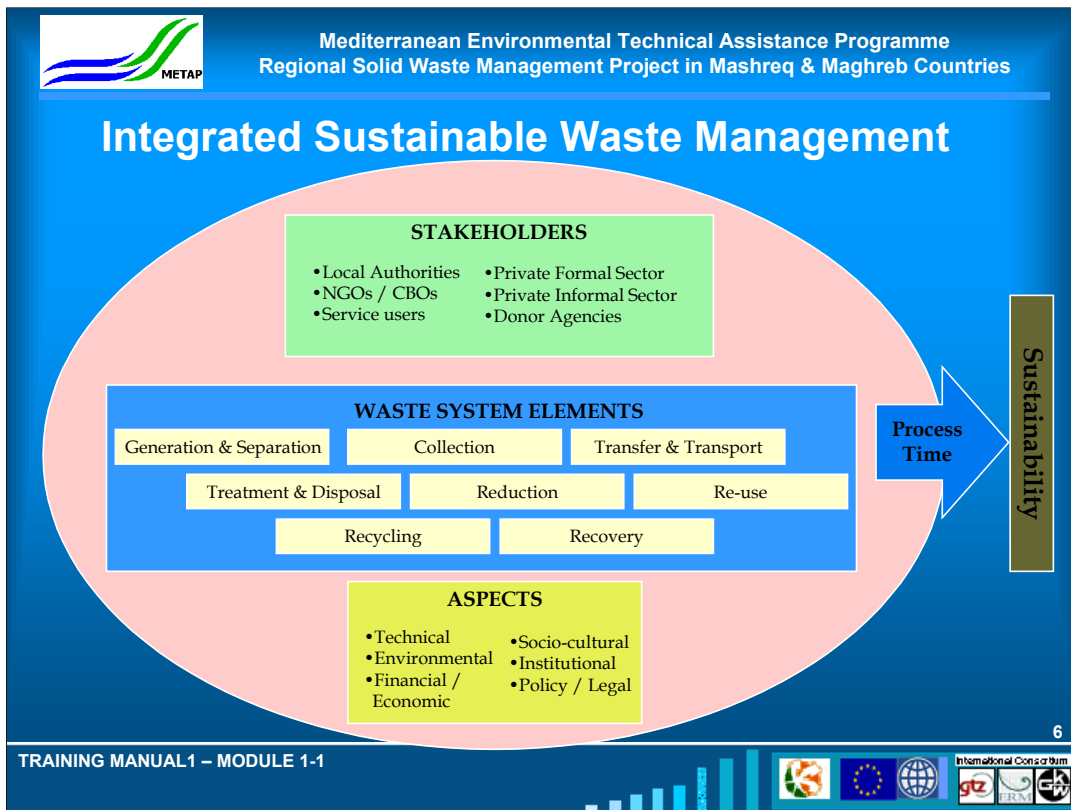 METAP
Mediterranean Environmental Technical Assistance Programme
Regional Solid Waste Management Project in Mashreq & Maghreb Countries
Integrated Sustainable Waste Management
STAKEHOLDERS
•Local Authorities
•NGOs / CBOs
•Service users
•Private Formal Sector
•Private Informal Sector
•Donor Agencies
WASTE SYSTEM ELEMENTS
Generation & Separation
Collection
Transfer & Transport
Treatment & Disposal
Reduction
Re-use
Recycling
Recovery
Process
Time
Sustainability
ASPECTS
•Technical
•Environmental
•Financial /
Economic
•Socio-cultural
•Institutional
•Policy / Legal
6
TRAINING MANUAL1 – MODULE 1-1
International Consortium
gtz
ERM
GKW